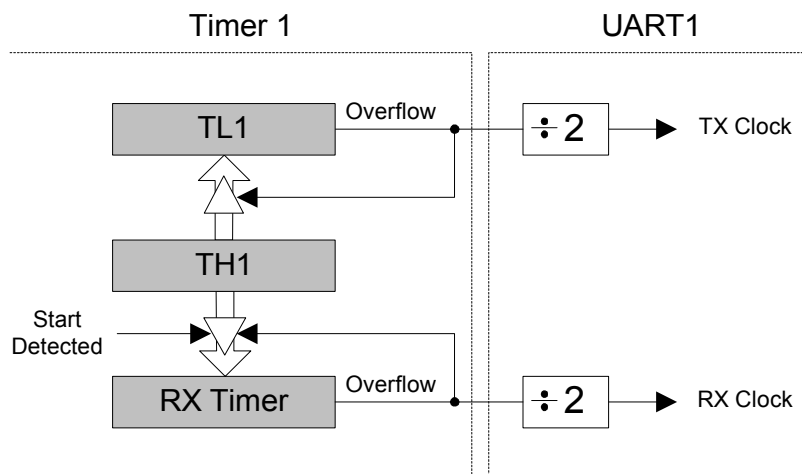 Timer 1
UART1
TL1
Overflow
÷2
TX Clock
TH1
Start
Detected
RX Timer
Overflow
÷2
RX Clock